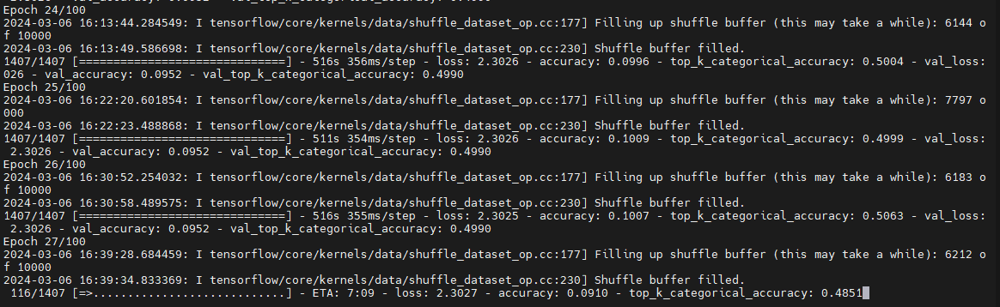 Epoch 24/100
2024-03-06 16:13:44.284549: I tensorflow/core/kernels/data/shuffle_dataset_op.cc:177] Filling up shuffle buffer (this may take a while): 6144 o
f 10000
2024-03-06 16:13:49.586698: I tensorflow/core/kernels/data/shuffle_dataset_op.cc:230] Shuffle buffer filled.
1407/1407 [==============================] - 516s 356ms/step - loss: 2.3026 - accuracy: 0.0996 - top_k_categorical_accuracy: 0.5004 - val_loss:
026 - val_accuracy: 0.0952 - val_top_k_categorical_accuracy: 0.4990
Epoch 25/100
2024-03-06 16:22:20.601854: I tensorflow/core/kernels/data/shuffle_dataset_op.cc:177] Filling up shuffle buffer (this may take a while): 7797 o
000
2024-03-06 16:22:23.488868: I tensorflow/core/kernels/data/shuffle_dataset_op.cc:230] Shuffle buffer filled.
1407/1407 [==============================] - 511s 354ms/step - loss: 2.3026 - accuracy: 0.1009 - top_k_categorical_accuracy: 0.4999 - val_loss:
2.3026 - val_accuracy: 0.0952 - val_top_k_categorical_accuracy: 0.4990
Epoch 26/100
2024-03-06 16:30:52.254032: I tensorflow/core/kernels/data/shuffle_dataset_op.cc:177] Filling up shuffle buffer (this may take a while): 6183 o
f 10000
2024-03-06 16:30:58.489575: I tensorflow/core/kernels/data/shuffle_dataset_op.cc:230] Shuffle buffer filled.
1407/1407 [==============================] - 516s 355ms/step - loss: 2.3025 - accuracy: 0.1007 - top_k_categorical_accuracy: 0.5063 - val_loss:
2.3026 - val_accuracy: 0.0952 - val_top_k_categorical_accuracy: 0.4990
Epoch 27/100
2024-03-06 16:39:28.684459: I tensorflow/core/kernels/data/shuffle_dataset_op.cc:177] Filling up shuffle buffer (this may take a while): 6212 o
f 10000
2024-03-06 16:39:34.833369: I tensorflow/core/kernels/data/shuffle_dataset_op.cc:230] Shuffle buffer filled.
116/1407 [=>............................] - ETA: 7:09 - loss: 2.3027 - accuracy: 0.0910 - top_k_categorical_accuracy: 0.4851